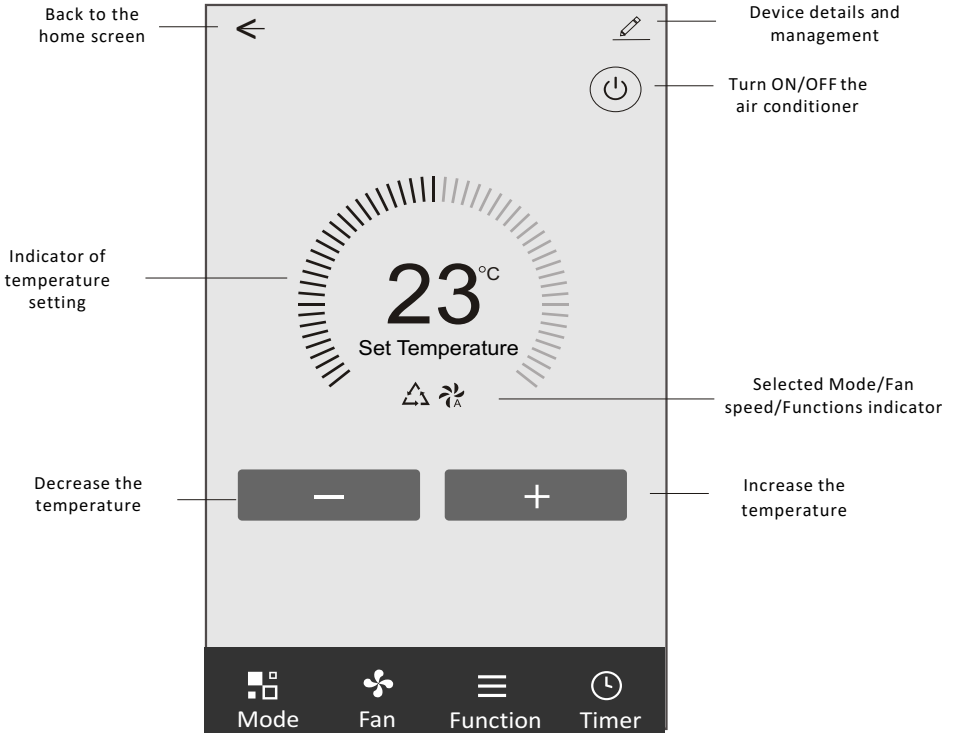 Back to the
home screen
Device details and
management
Turn ON/OFF the
air conditioner
Indicator of
temperature
setting
23°C
Set Temperature
A
Selected Mode/Fan
speed/Functions indicator
Decrease the
temperature
−
+
Increase the
temperature
Mode
Fan
Function
Timer